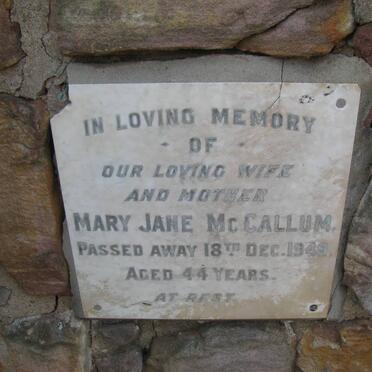 IN LOVING MEMORY
· OF ·
OUR LOVING WIFE
AND MOTHER
MARY JANE MCCALLUM.
PASSED AWAY 18TH DEC.
AGED 44 YEARS.
AT REST.